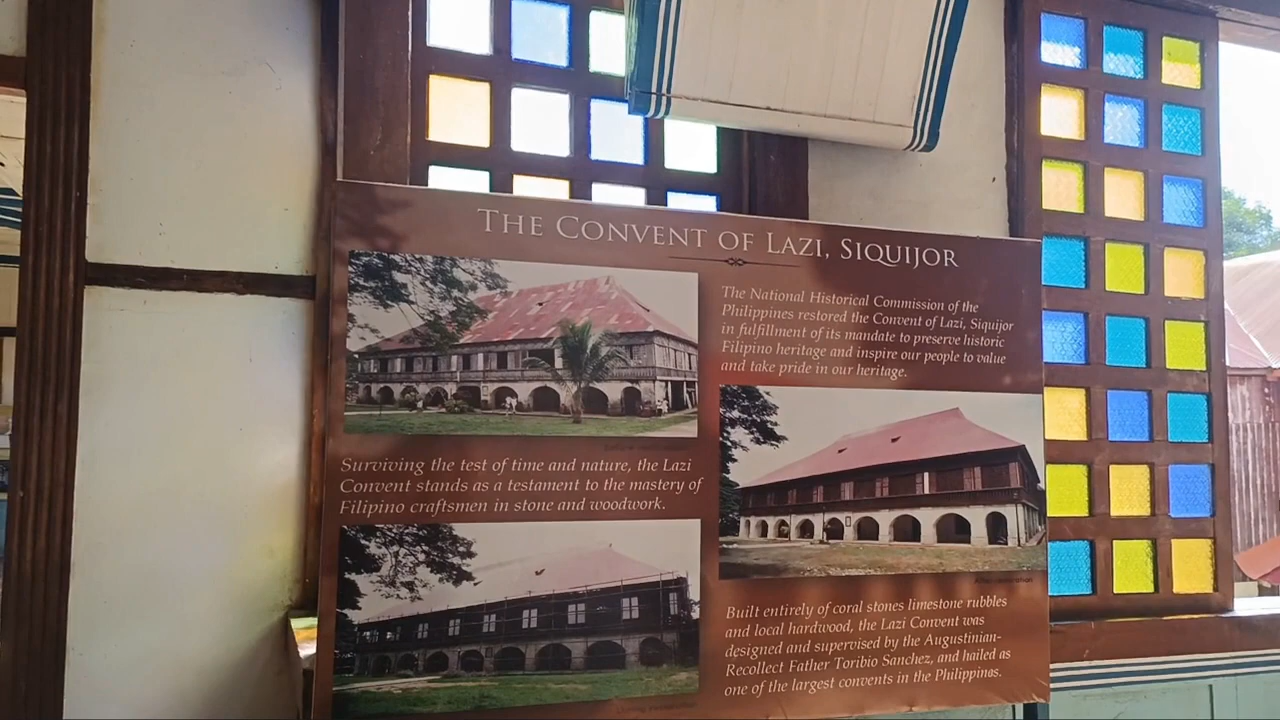 THE CONVENT OF LAZI, SIQUIJOR
The National Historical Commission of the
Philippines restored the Convent of Lazi, Siquijor
in fulfillment of its mandate to preserve historic
Filipino heritage and inspire our people to value
and take pride in our heritage.
Surviving the test of time and nature, the Lazi
Convent stands as a testament to the mastery of
Filipino craftsmen in stone and woodwork.
After restoration
Built entirely of coral stones limestone rubbles
and local hardwood, the Lazi Convent was
designed and supervised by the Augustinian-
Recollect Father Toribio Sanchez, and hailed as
one of the largest convents in the Philippines.
During restoration